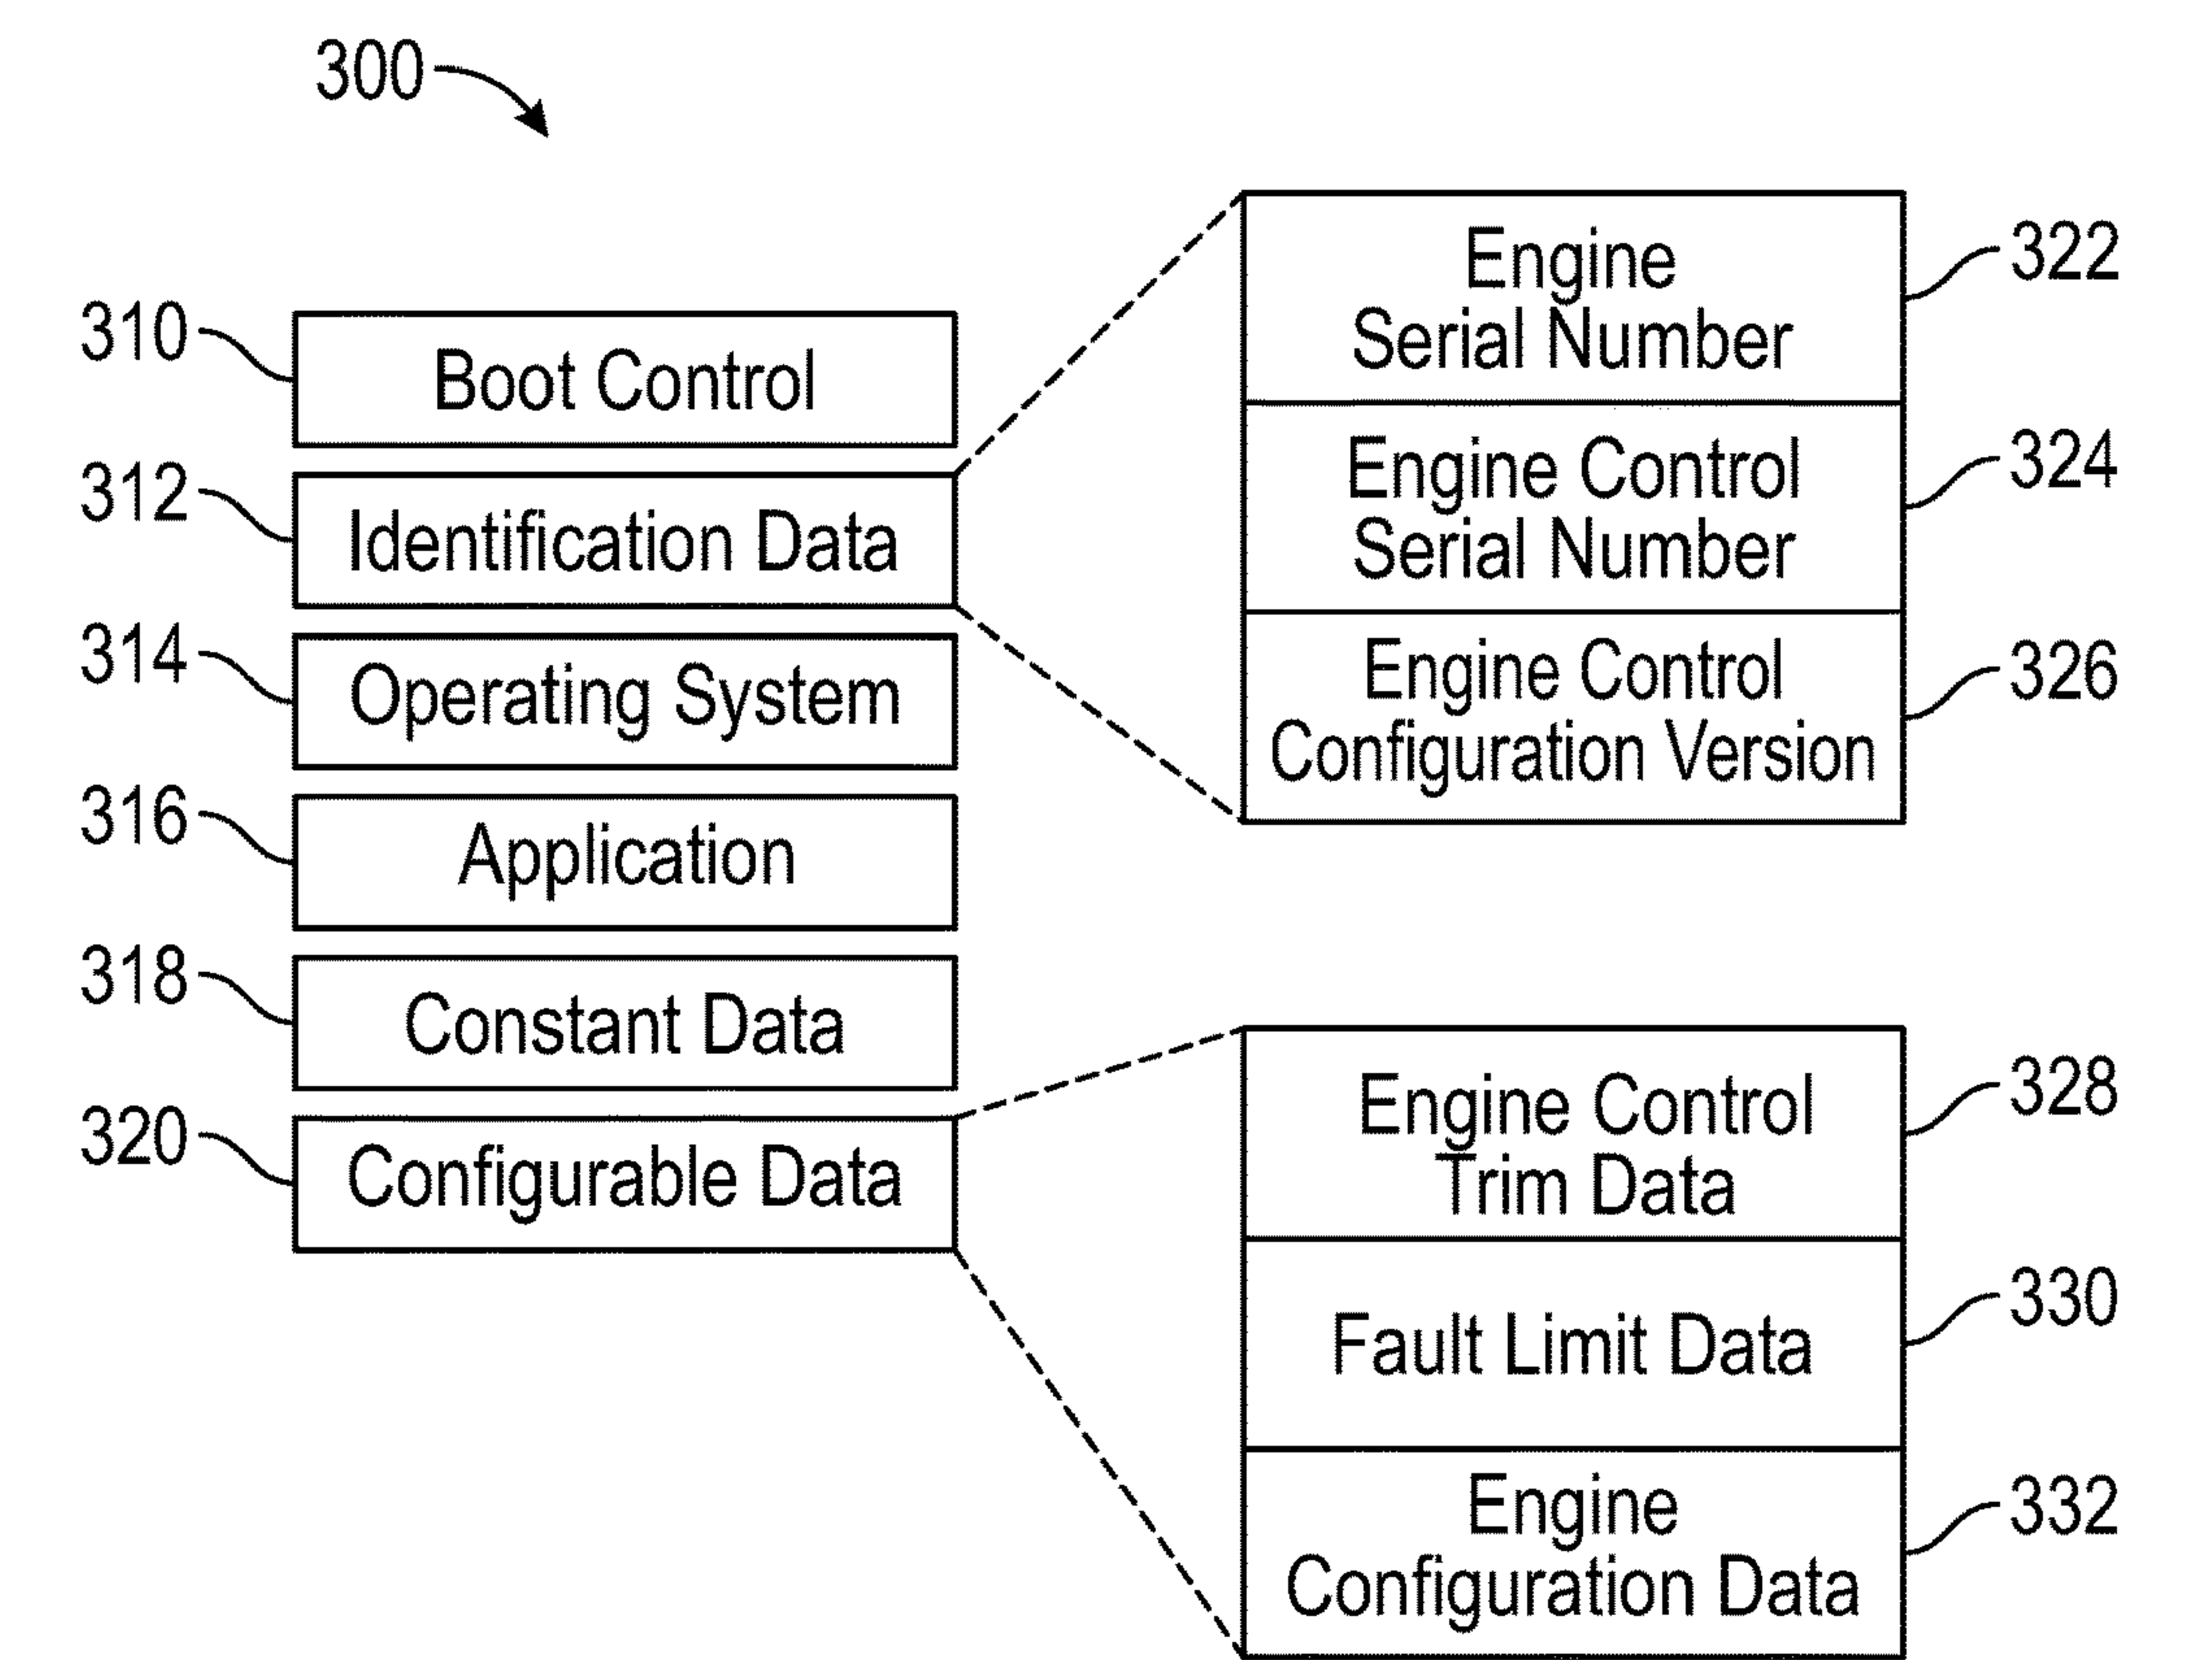 300
310
Boot Control
312
Identification Data
314
Operating System
316
Application
318
Constant Data
320
Configurable Data
Engine
Serial Number
322
Engine Control
Serial Number
324
Engine Control
Configuration Version
326
Engine Control
Trim Data
328
Fault Limit Data
330
Engine
Configuration Data
332